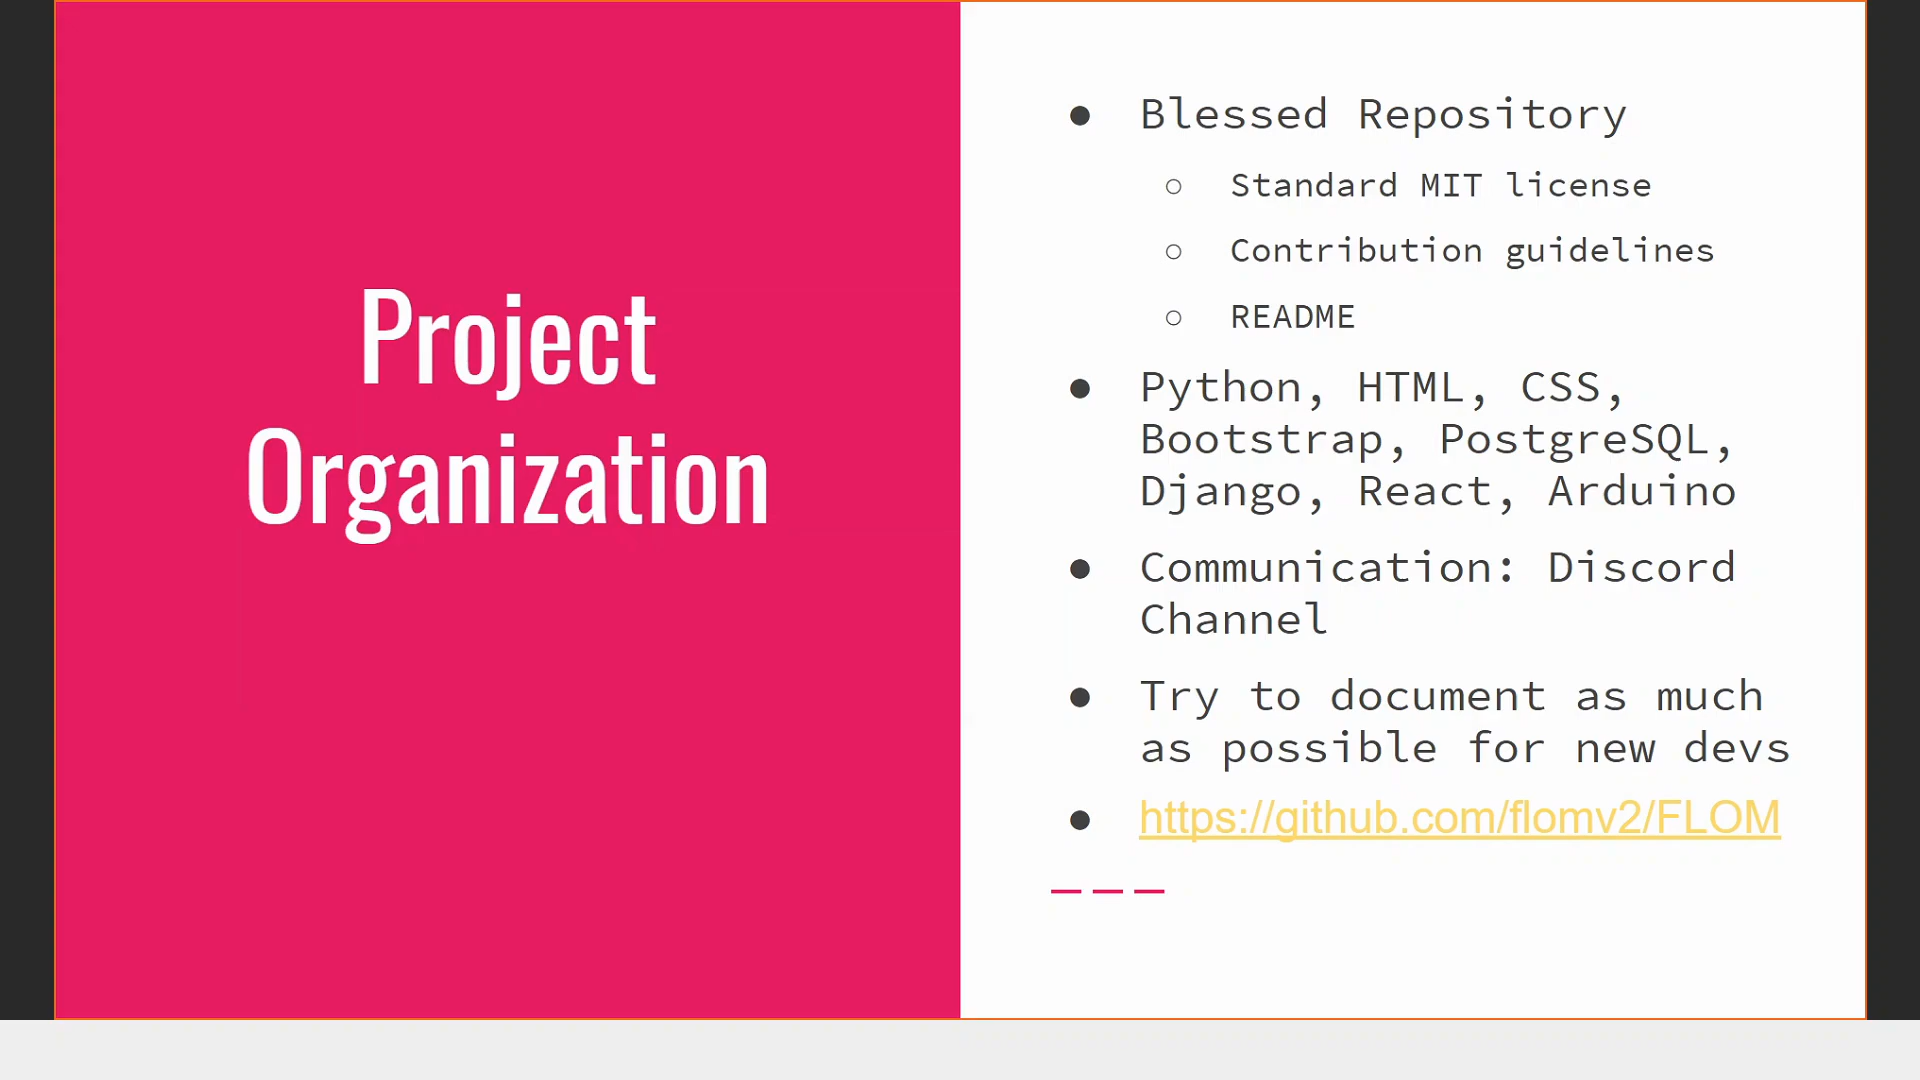 Project
Organization
● Blessed Repository
○ Standard MIT license
○ Contribution guidelines
○ README
● Python, HTML, CSS,
Bootstrap, PostgreSQL,
Django, React, Arduino
● Communication: Discord
Channel
● Try to document as much
as possible for new devs
● https://github.com/flomv2/FLOM